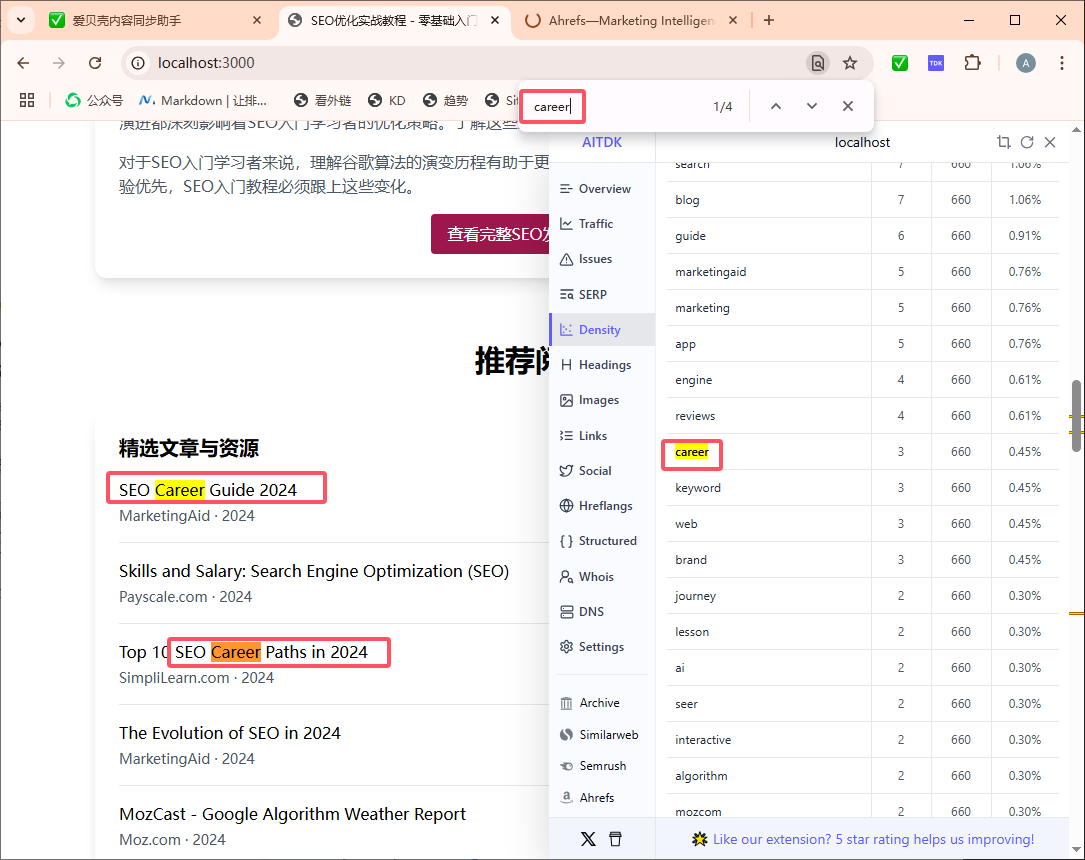 爱贝壳内容同步助手
SEO优化实战教程 - 零基础入门
Ahrefs—Marketing Intelligen
localhost:3000
TDK
A
公众号
Markdown | 让排...
看外链
KD
趋势
Sit
career
1/4
演进都深刻影响着SEO入门学习者的优化策略。了解这些
对于SEO入门学习者来说，理解谷歌算法的演变历程有助于更
验优先，SEO入门教程必须跟上这些变化。
查看完整SEO发
推荐阅
精选文章与资源
SEO Career Guide 2024
MarketingAid · 2024
Skills and Salary: Search Engine Optimization (SEO)
Payscale.com · 2024
Top 10 SEO Career Paths in 2024
SimpliLearn.com · 2024
The Evolution of SEO in 2024
MarketingAid · 2024
MozCast - Google Algorithm Weather Report
Moz.com · 2024
AITDK
localhost
Overview
Traffic
Issues
SERP
Density
Headings
Images
Links
Social
Hreflangs
Structured
Whois
DNS
Settings
Archive
Similarweb
Semrush
Ahrefs
search 7 660 1.06%
blog 7 660 1.06%
guide 6 660 0.91%
marketingaid 5 660 0.76%
marketing 5 660 0.76%
app 5 660 0.76%
engine 4 660 0.61%
reviews 4 660 0.61%
career 3 660 0.45%
keyword 3 660 0.45%
web 3 660 0.45%
brand 3 660 0.45%
journey 2 660 0.30%
lesson 2 660 0.30%
ai 2 660 0.30%
seer 2 660 0.30%
interactive 2 660 0.30%
algorithm 2 660 0.30%
mozcom 2 660 0.30%
Like our extension? 5 star rating helps us improving!